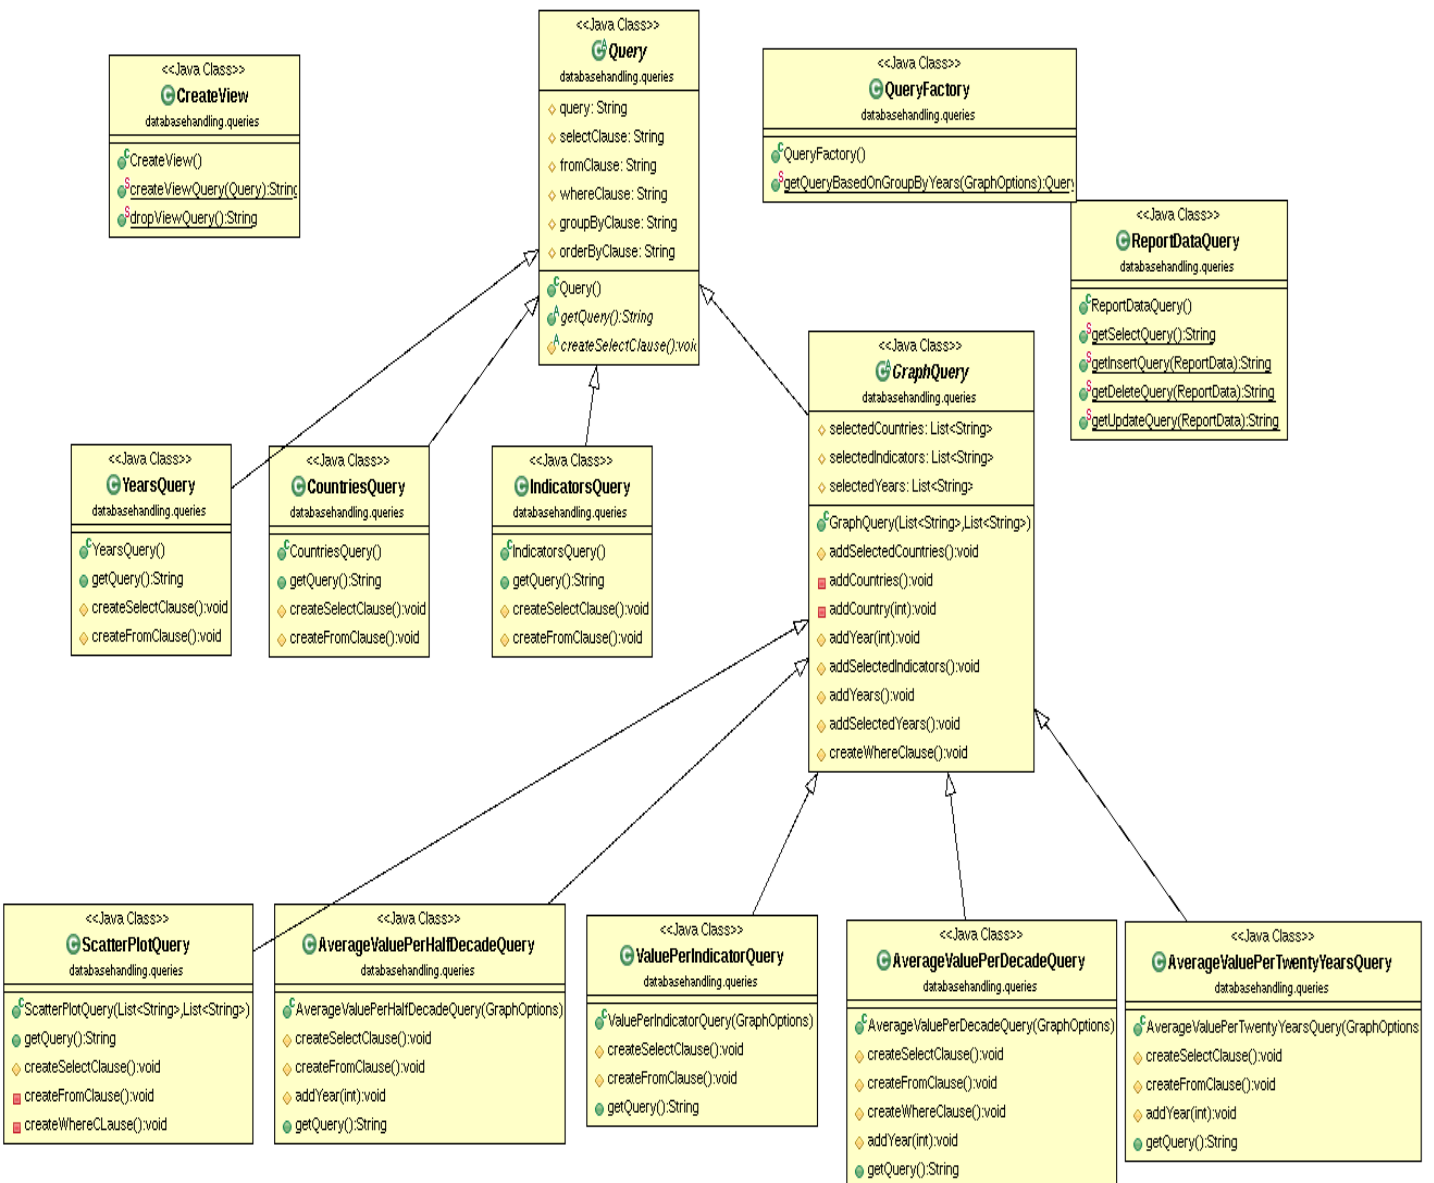 <<Java Class>>
CreateView
databasehandling.queries
CreateView()
createViewQuery(Query):String
dropViewQuery():String
<<Java Class>>
Query
databasehandling.queries
query: String
selectClause: String
fromClause: String
whereClause: String
groupByClause: String
orderByClause: String
Query()
getQuery():String
createSelectClause():void
<<Java Class>>
QueryFactory
databasehandling.queries
QueryFactory()
getQueryBasedOnGroupByYears(GraphOptions):Query
<<Java Class>>
ReportDataQuery
databasehandling.queries
ReportDataQuery()
getSelectQuery():String
getInsertQuery(ReportData):String
getDeleteQuery(ReportData):String
getUpdateQuery(ReportData):String
<<Java Class>>
YearsQuery
databasehandling.queries
YearsQuery()
getQuery():String
createSelectClause():void
createFromClause():void
<<Java Class>>
CountriesQuery
databasehandling.queries
CountriesQuery()
getQuery():String
createSelectClause():void
createFromClause():void
<<Java Class>>
IndicatorsQuery
databasehandling.queries
IndicatorsQuery()
getQuery():String
createSelectClause():void
createFromClause():void
<<Java Class>>
GraphQuery
databasehandling.queries
selectedCountries: List<String>
selectedIndicators: List<String>
selectedYears: List<String>
GraphQuery(List<String>,List<String>)
addSelectedCountries():void
addCountries():void
addCountry(int):void
addYear(int):void
addSelectedIndicators():void
addYears():void
addSelectedYears():void
createWhereClause():void
<<Java Class>>
ScatterPlotQuery
databasehandling.queries
ScatterPlotQuery(List<String>,List<String>)
getQuery():String
createSelectClause():void
createFromClause():void
createWhereCLause():void
<<Java Class>>
AverageValuePerHalfDecadeQuery
databasehandling.queries
AverageValuePerHalfDecadeQuery(GraphOptions)
createSelectClause():void
createFromClause():void
addYear(int):void
getQuery():String
<<Java Class>>
ValuePerIndicatorQuery
databasehandling.queries
ValuePerIndicatorQuery(GraphOptions)
createSelectClause():void
createFromClause():void
getQuery():String
<<Java Class>>
AverageValuePerDecadeQuery
databasehandling.queries
AverageValuePerDecadeQuery(GraphOptions)
createSelectClause():void
createFromClause():void
createWhereClause():void
addYear(int):void
getQuery():String
<<Java Class>>
AverageValuePerTwentyYearsQuery
databasehandling.queries
AverageValuePerTwentyYearsQuery(GraphOptions
createSelectClause():void
createFromClause():void
addYear(int):void
getQuery():String